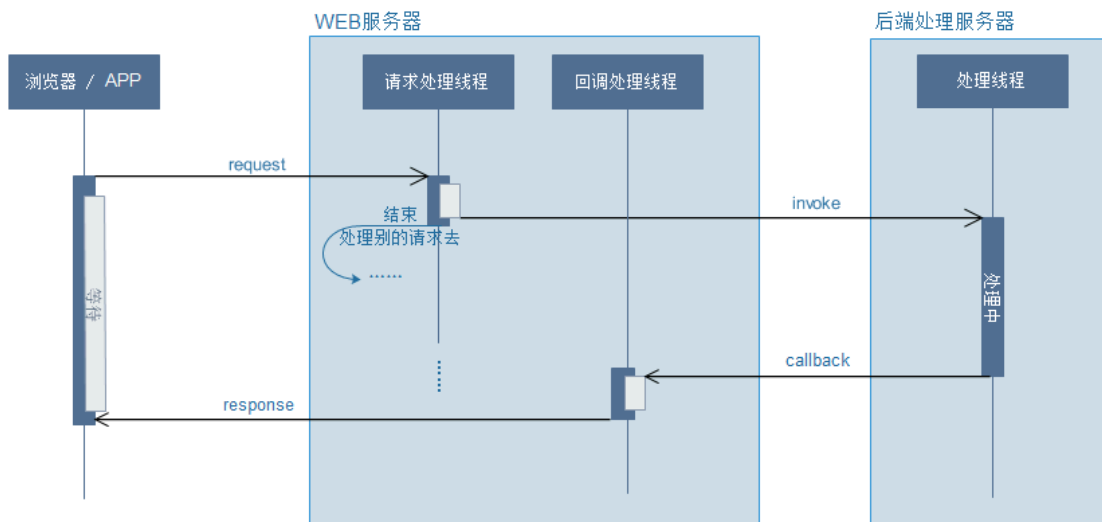 WEB服务器
后端处理服务器
浏览器 / APP
请求处理线程
回调处理线程
处理线程
request
invoke
结束
处理别的请求去
……
等待
处理中
……
callback
response